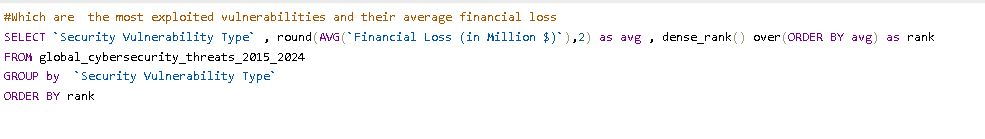 #Which are  the most exploited vulnerabilities and their average financial loss
SELECT `Security Vulnerability Type` , round(AVG(`Financial Loss (in Million $)`),2) as avg , dense_rank() over(ORDER BY avg) as rank
FROM global_cybersecurity_threats_2015_2024
GROUP by  `Security Vulnerability Type`
ORDER BY rank